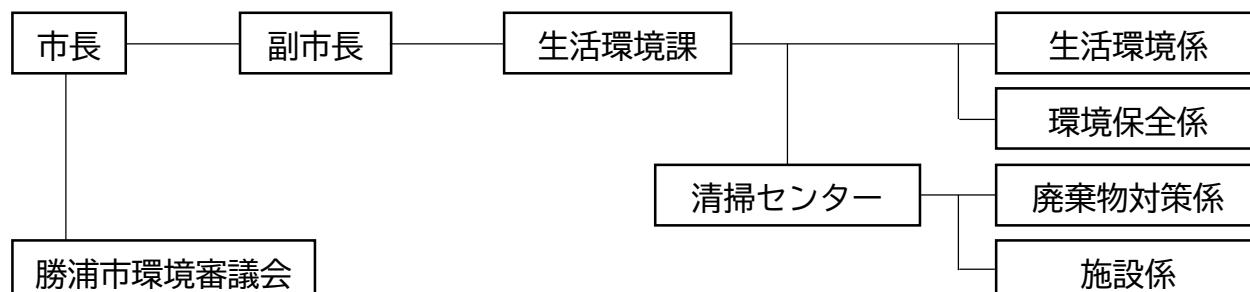 市長
副市長
生活環境課
生活環境係
環境保全係
清掃センター
廃棄物対策係
勝浦市環境審議会
施設係